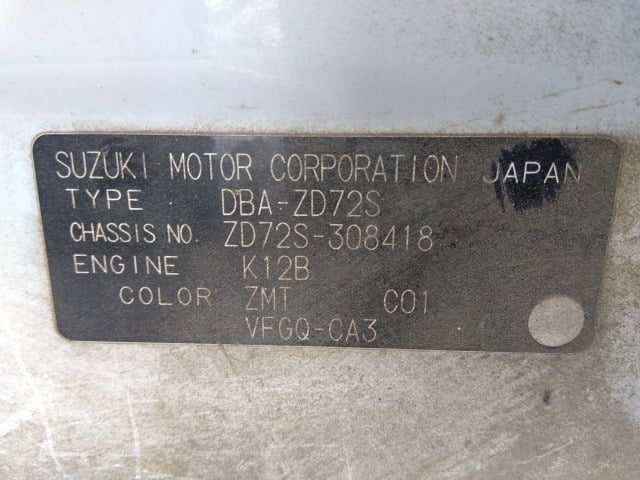 SUZUKI MOTOR CORPORATION JAPAN
TYPE DBA-ZD72S
CHASSIS NO. ZD72S-308418
ENGINE K12B
COLOR ZMT C01
VFGQ-CA3